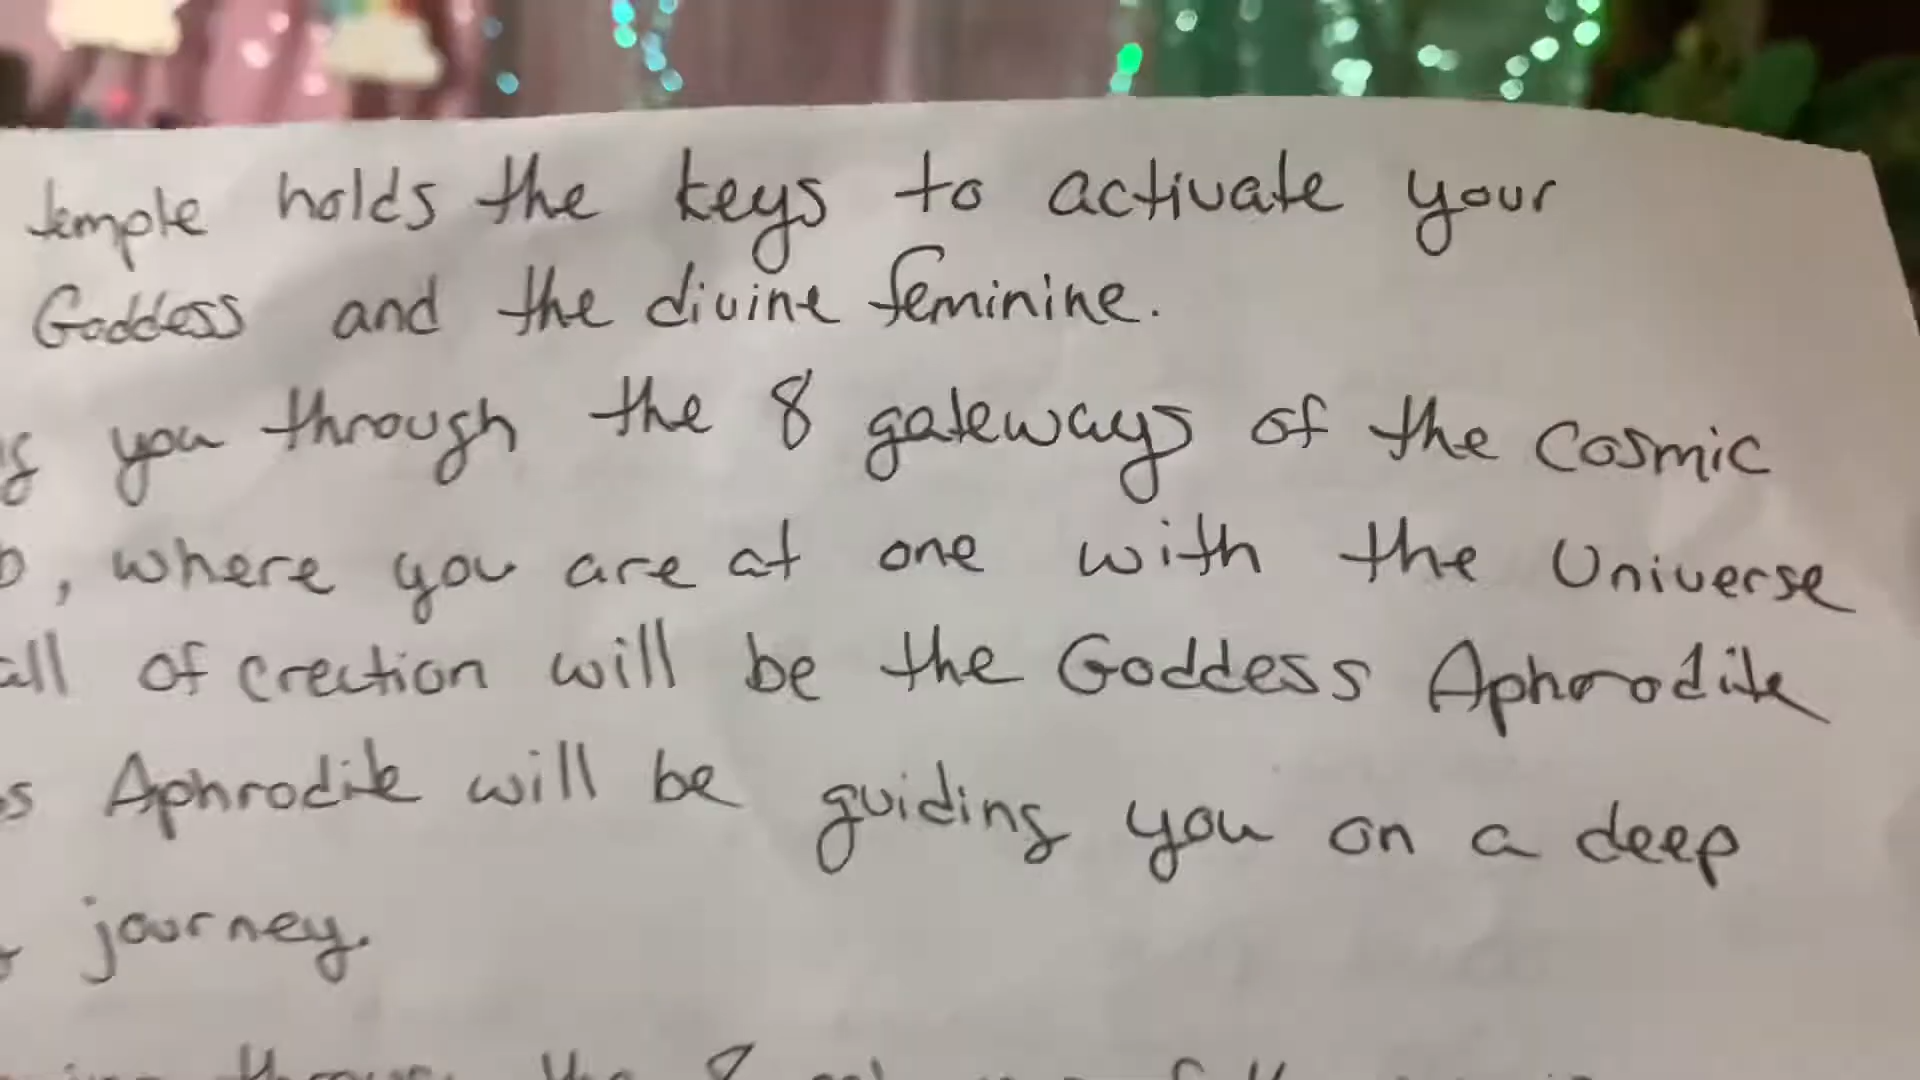 temple holds the keys to activate your
Goddess and the divine feminine.
you through the 8 gateways of the Cosmic
, where you are at one with the Universe
all of creation will be the Goddess Aphrodite
Aphrodite will be guiding you on a deep
journey.